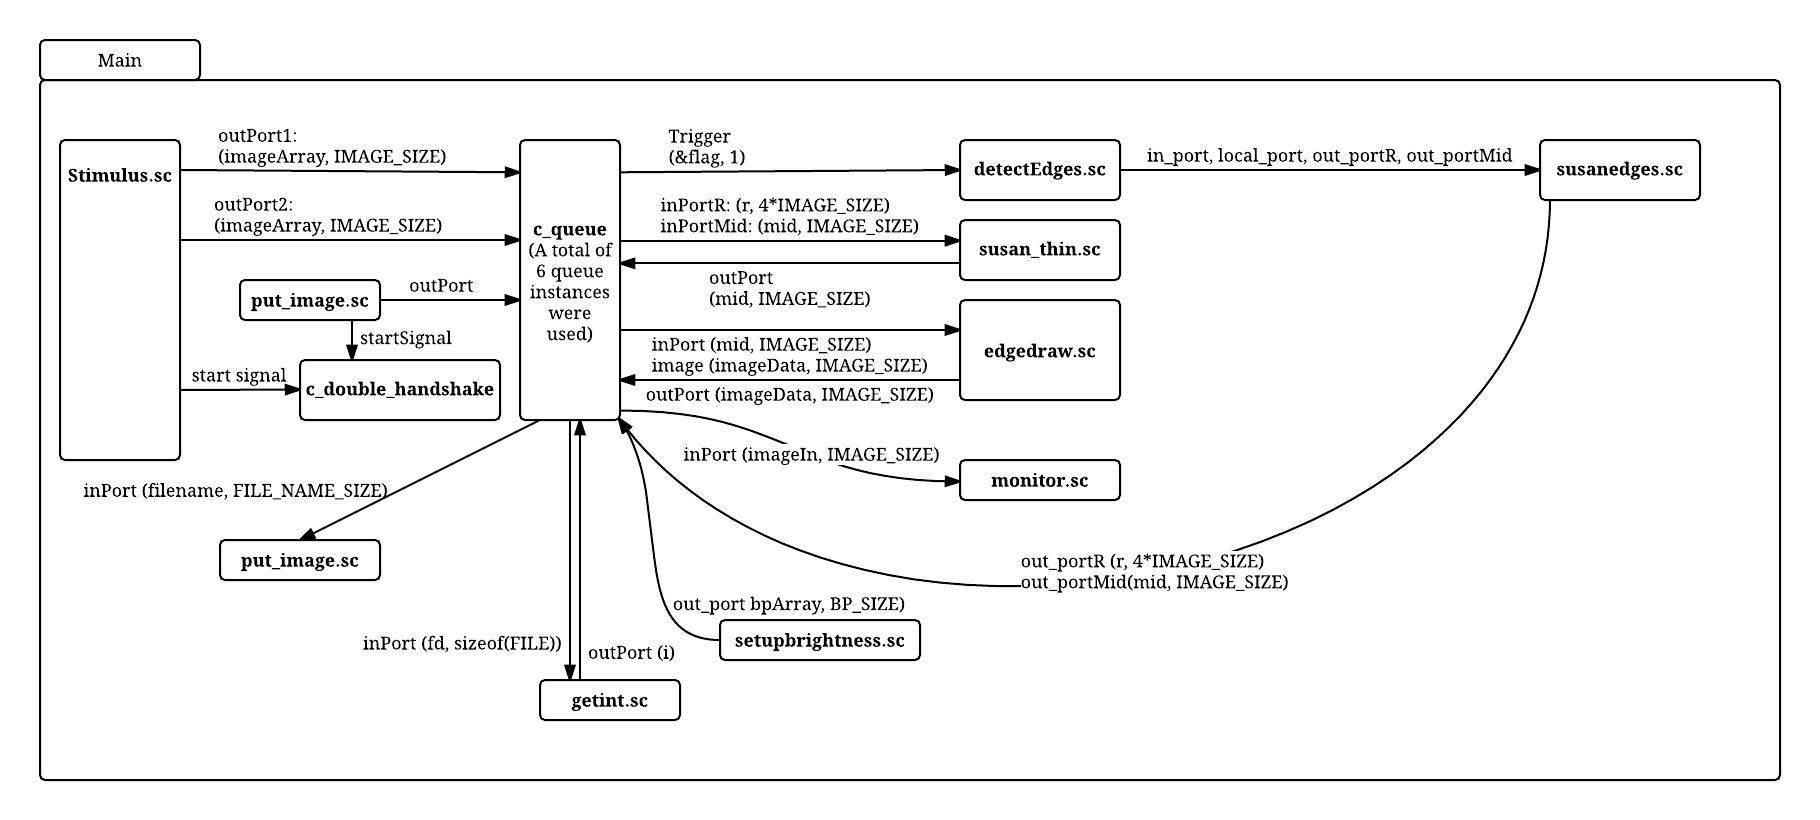 Main
outPort1:
(imageArray, IMAGE_SIZE)
Stimulus.sc
outPort2:
(imageArray, IMAGE_SIZE)
put_image.sc
outPort
startSignal
start signal
c_double_handshake
c_queue
(A total of
6 queue
instances
were
used)
Trigger
(&flag, 1)
detectEdges.sc
in_port, local_port, out_portR, out_portMid
susanedges.sc
inPortR: (r, 4*IMAGE_SIZE)
inPortMid: (mid, IMAGE_SIZE)
susan_thin.sc
outPort
(mid, IMAGE_SIZE)
inPort (mid, IMAGE_SIZE)
image (imageData, IMAGE_SIZE)
edgedraw.sc
outPort (imageData, IMAGE_SIZE)
inPort (imageIn, IMAGE_SIZE)
monitor.sc
inPort (filename, FILE_NAME_SIZE)
put_image.sc
out_portR (r, 4*IMAGE_SIZE)
out_portMid(mid, IMAGE_SIZE)
out_port bpArray, BP_SIZE)
setupbrightness.sc
inPort (fd, sizeof(FILE))
outPort (i)
getint.sc